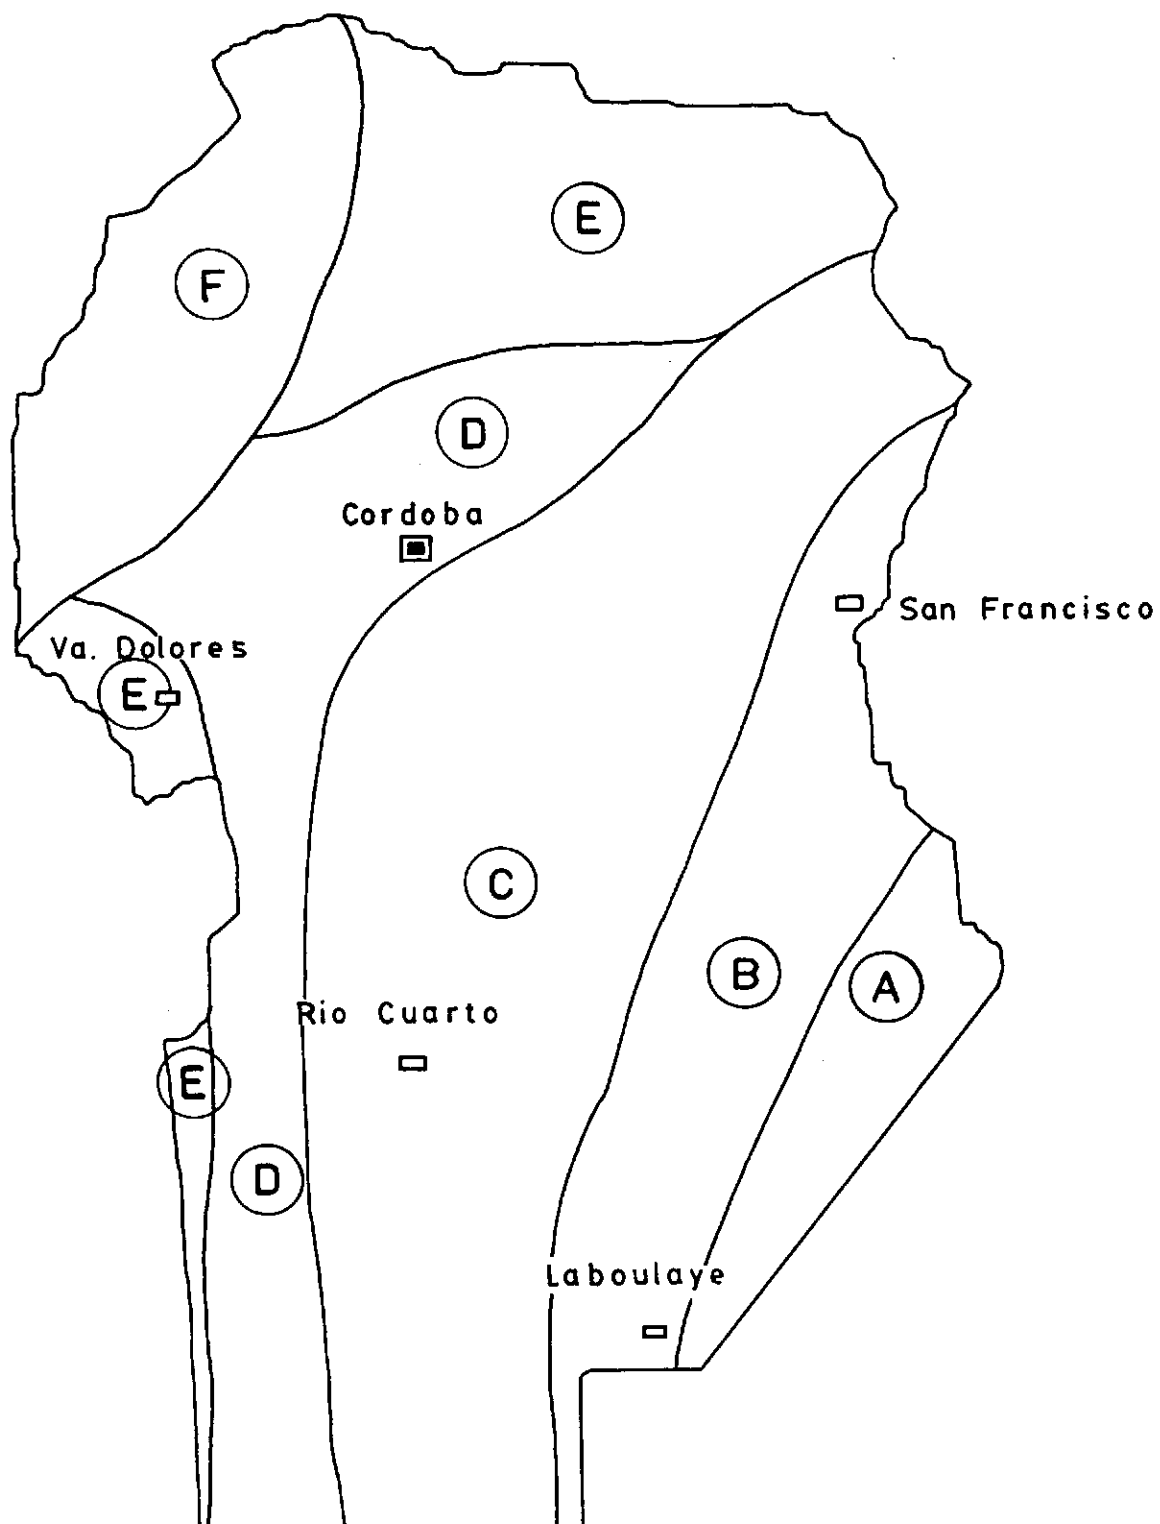 E
F
D
Cordoba
San Francisco
Va. Dolores
E
C
B
A
Rio Cuarto
E
D
Laboulaye